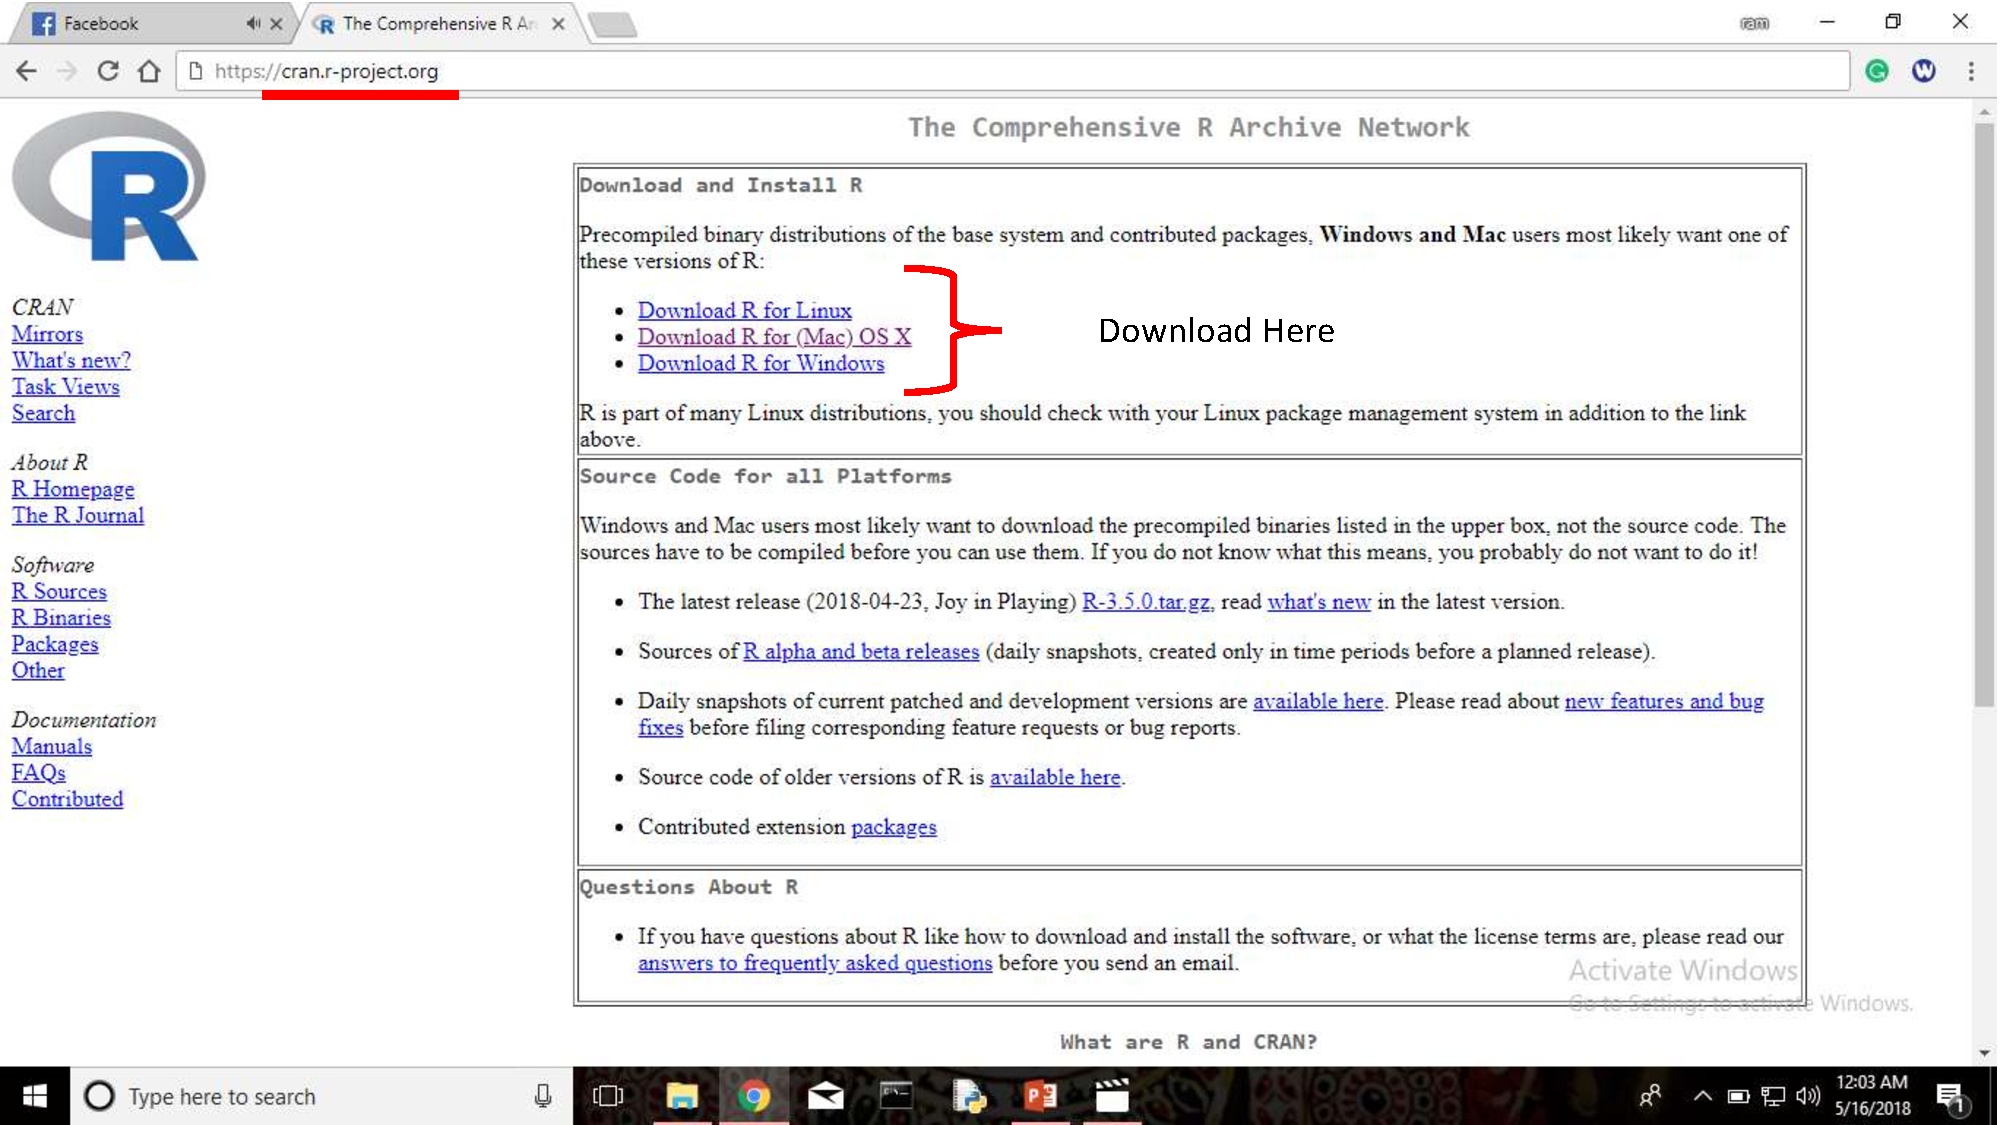 Facebook
The Comprehensive R Ar
ram
https://cran.r-project.org
The Comprehensive R Archive Network
R
CRAN
Mirrors
What's new?
Task Views
Search
About R
R Homepage
The R Journal
Software
R Sources
R Binaries
Packages
Other
Documentation
Manuals
FAQs
Contributed
Download and Install R
Precompiled binary distributions of the base system and contributed packages, Windows and Mac users most likely want one of
these versions of R:
Download R for Linux
Download R for (Mac) OS X
Download R for Windows
Download Here
R is part of many Linux distributions, you should check with your Linux package management system in addition to the link
above.
Source Code for all Platforms
Windows and Mac users most likely want to download the precompiled binaries listed in the upper box, not the source code. The
sources have to be compiled before you can use them. If you do not know what this means, you probably do not want to do it!
The latest release (2018-04-23, Joy in Playing) R-3.5.0.tar.gz, read what's new in the latest version.
Sources of R alpha and beta releases (daily snapshots, created only in time periods before a planned release).
Daily snapshots of current patched and development versions are available here. Please read about new features and bug
fixes before filing corresponding feature requests or bug reports.
Source code of older versions of R is available here.
Contributed extension packages
Questions About R
If you have questions about R like how to download and install the software, or what the license terms are, please read our
answers to frequently asked questions before you send an email.
Activate Windows
Go to Settings to activate Windows.
What are R and CRAN?
Type here to search
12:03 AM
5/16/2018
1